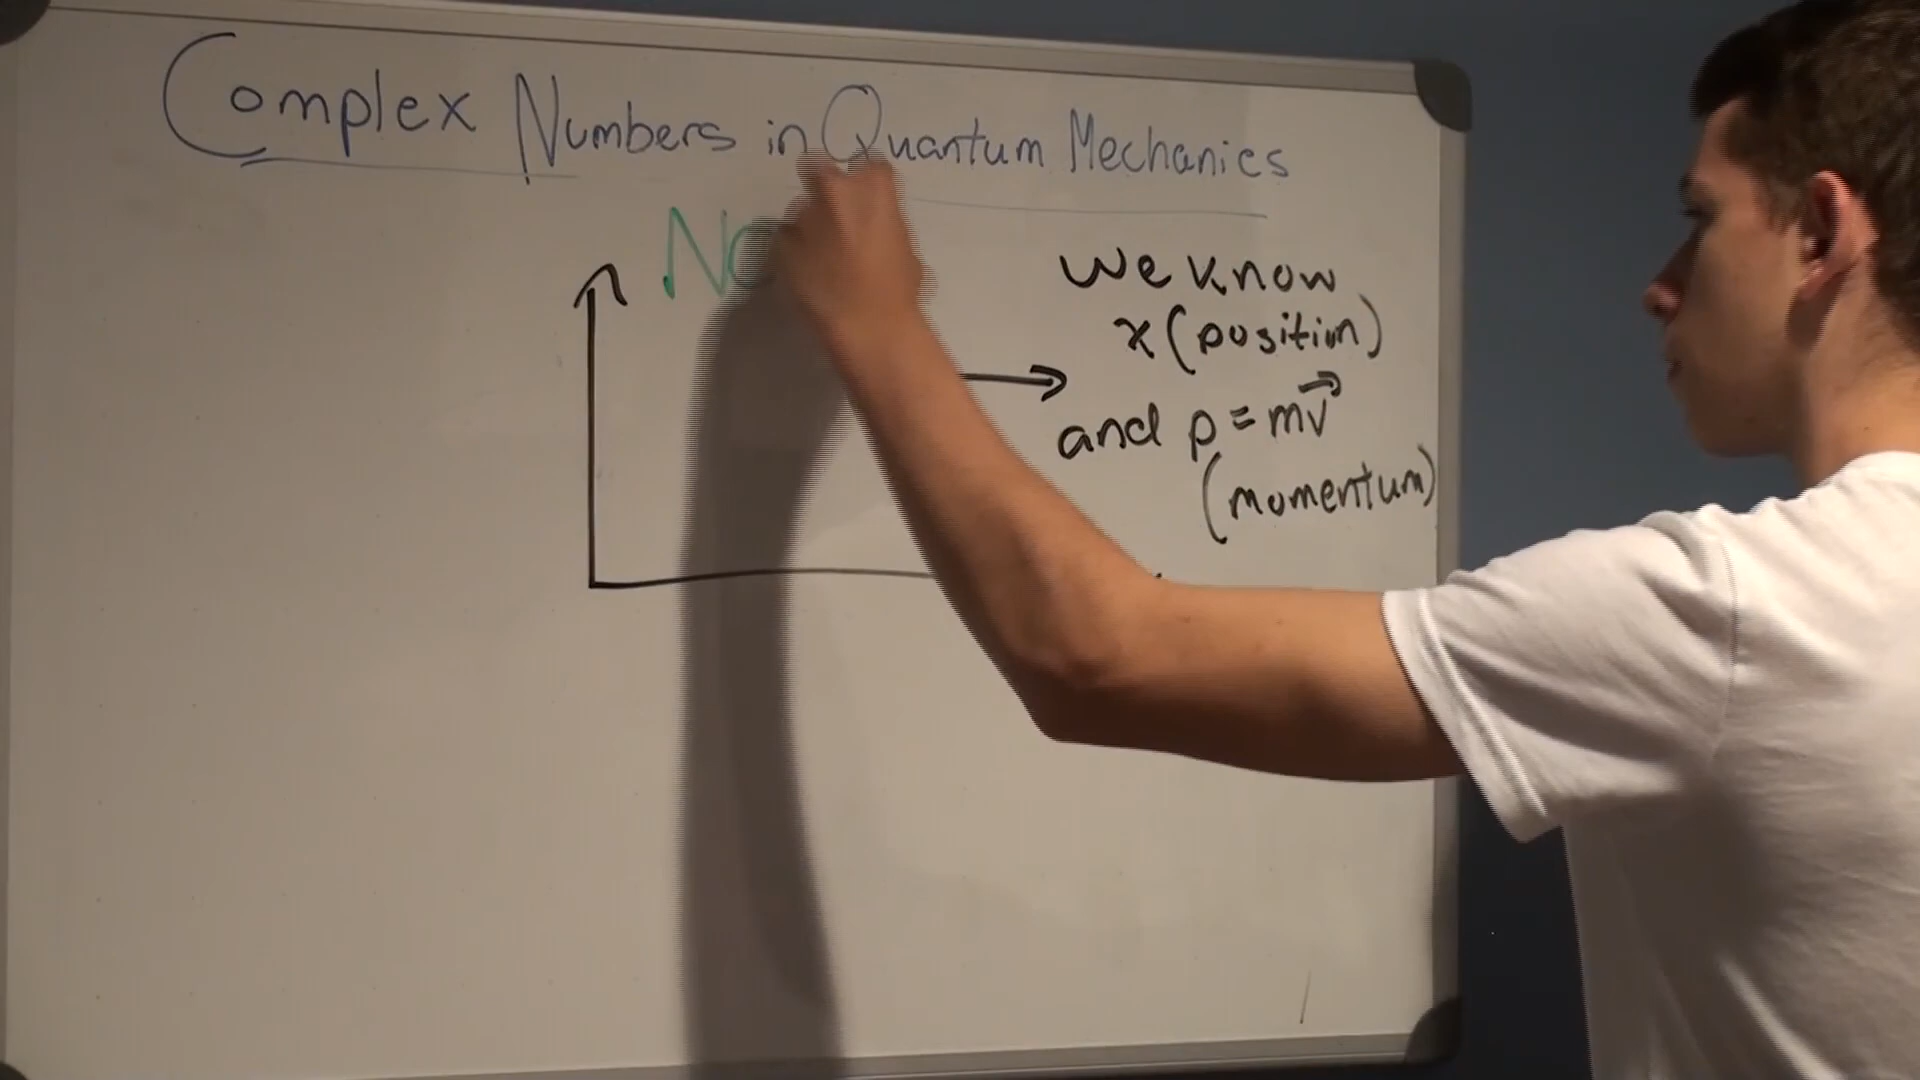 Complex Numbers in Quantum Mechanics
we know
x (position)
and p = mv⃗
(momentum)